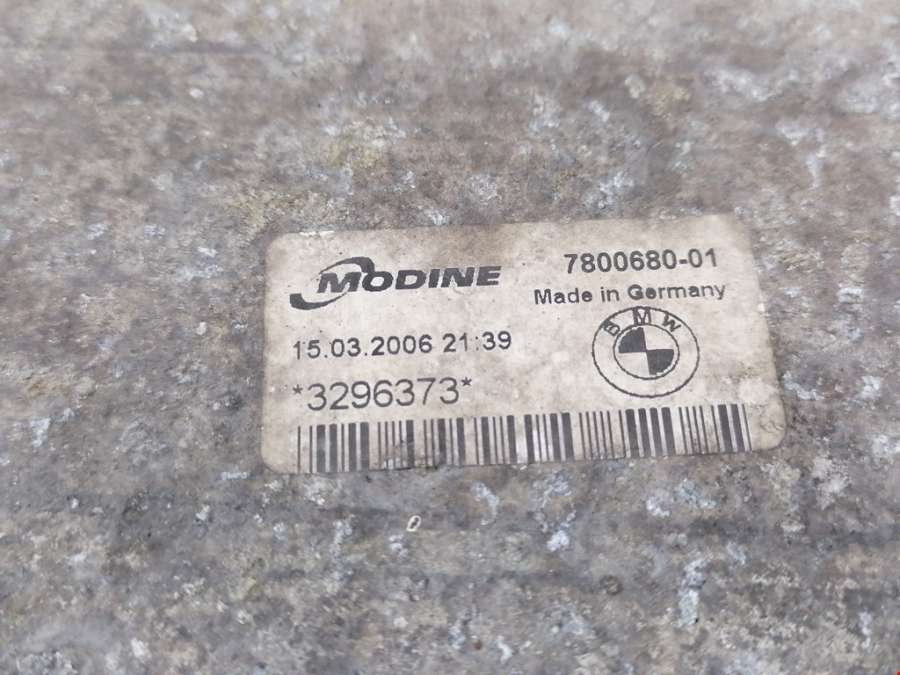 MODINE
7800680-01
Made in Germany
BMW
15.03.2006 21:39
*3296373*